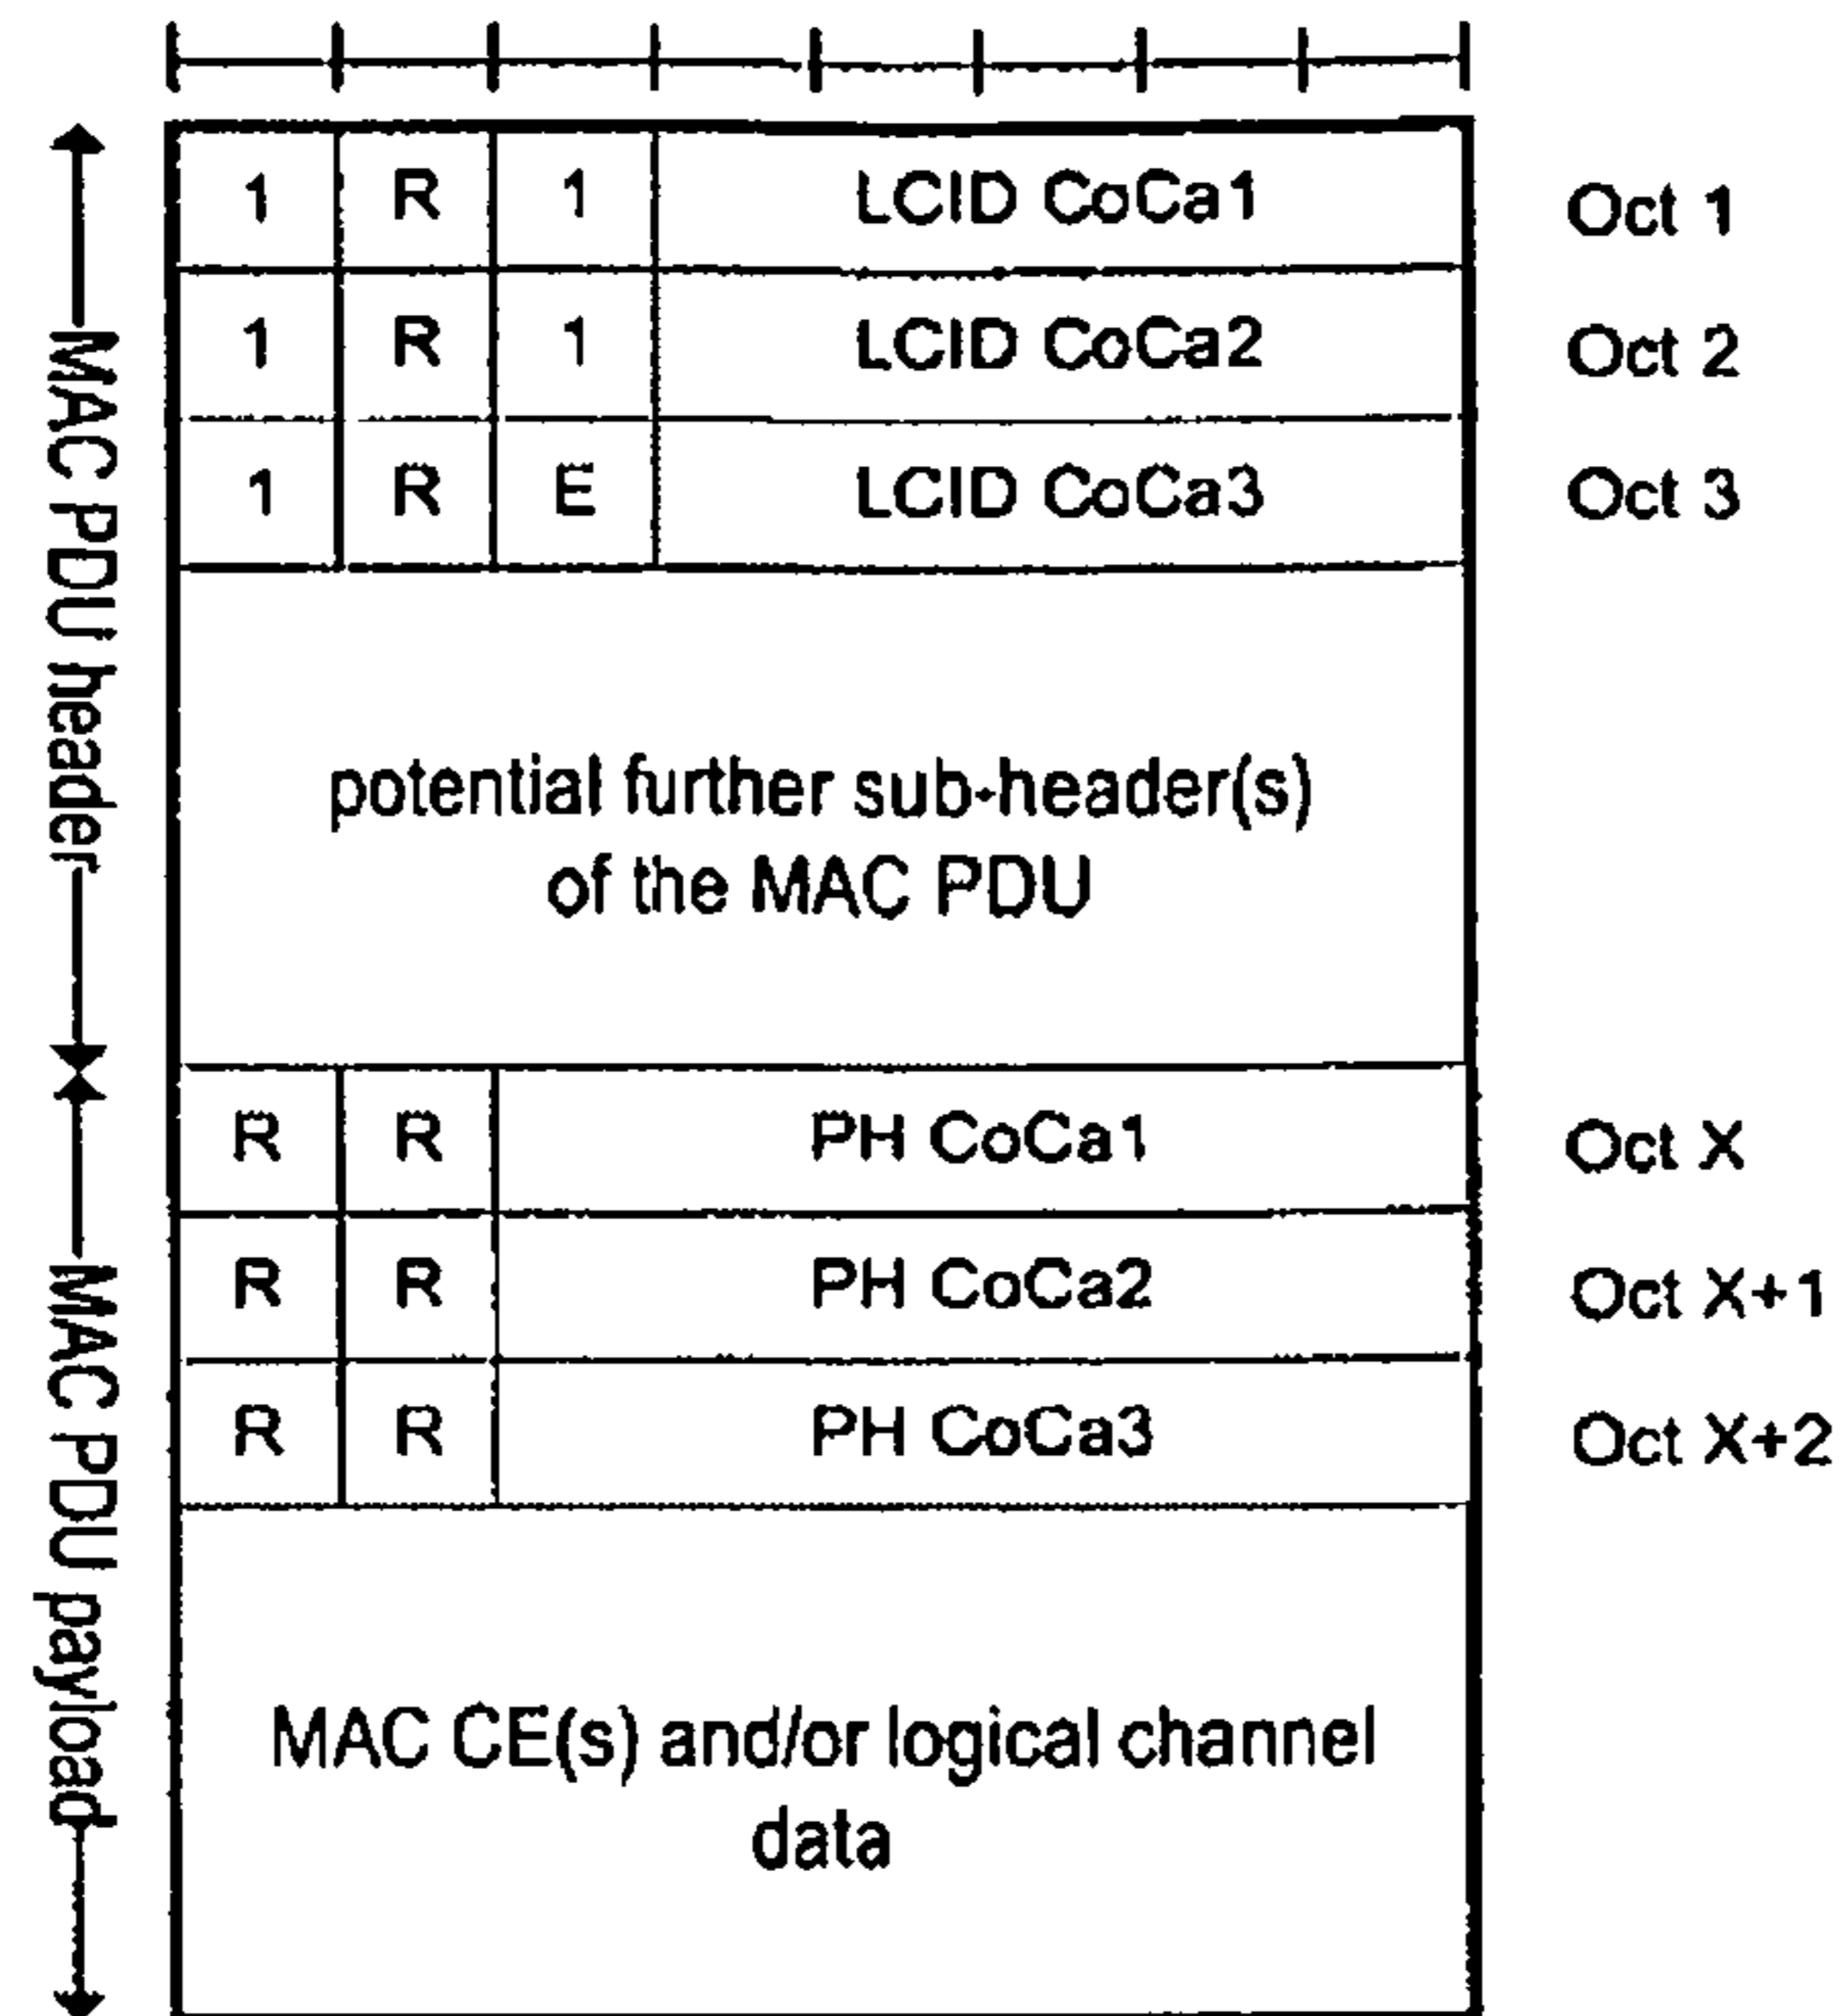 1 R 1 LCID CoCa1 Oct 1
1 R 1 LCID CoCa2 Oct 2
1 R E LCID CoCa3 Oct 3
MAC PDU header
potential further sub-header(s)
of the MAC PDU
R R PH CoCa1 Oct X
R R PH CoCa2 Oct X+1
R R PH CoCa3 Oct X+2
MAC PDU payload
MAC CE(s) and/or logical channel
data